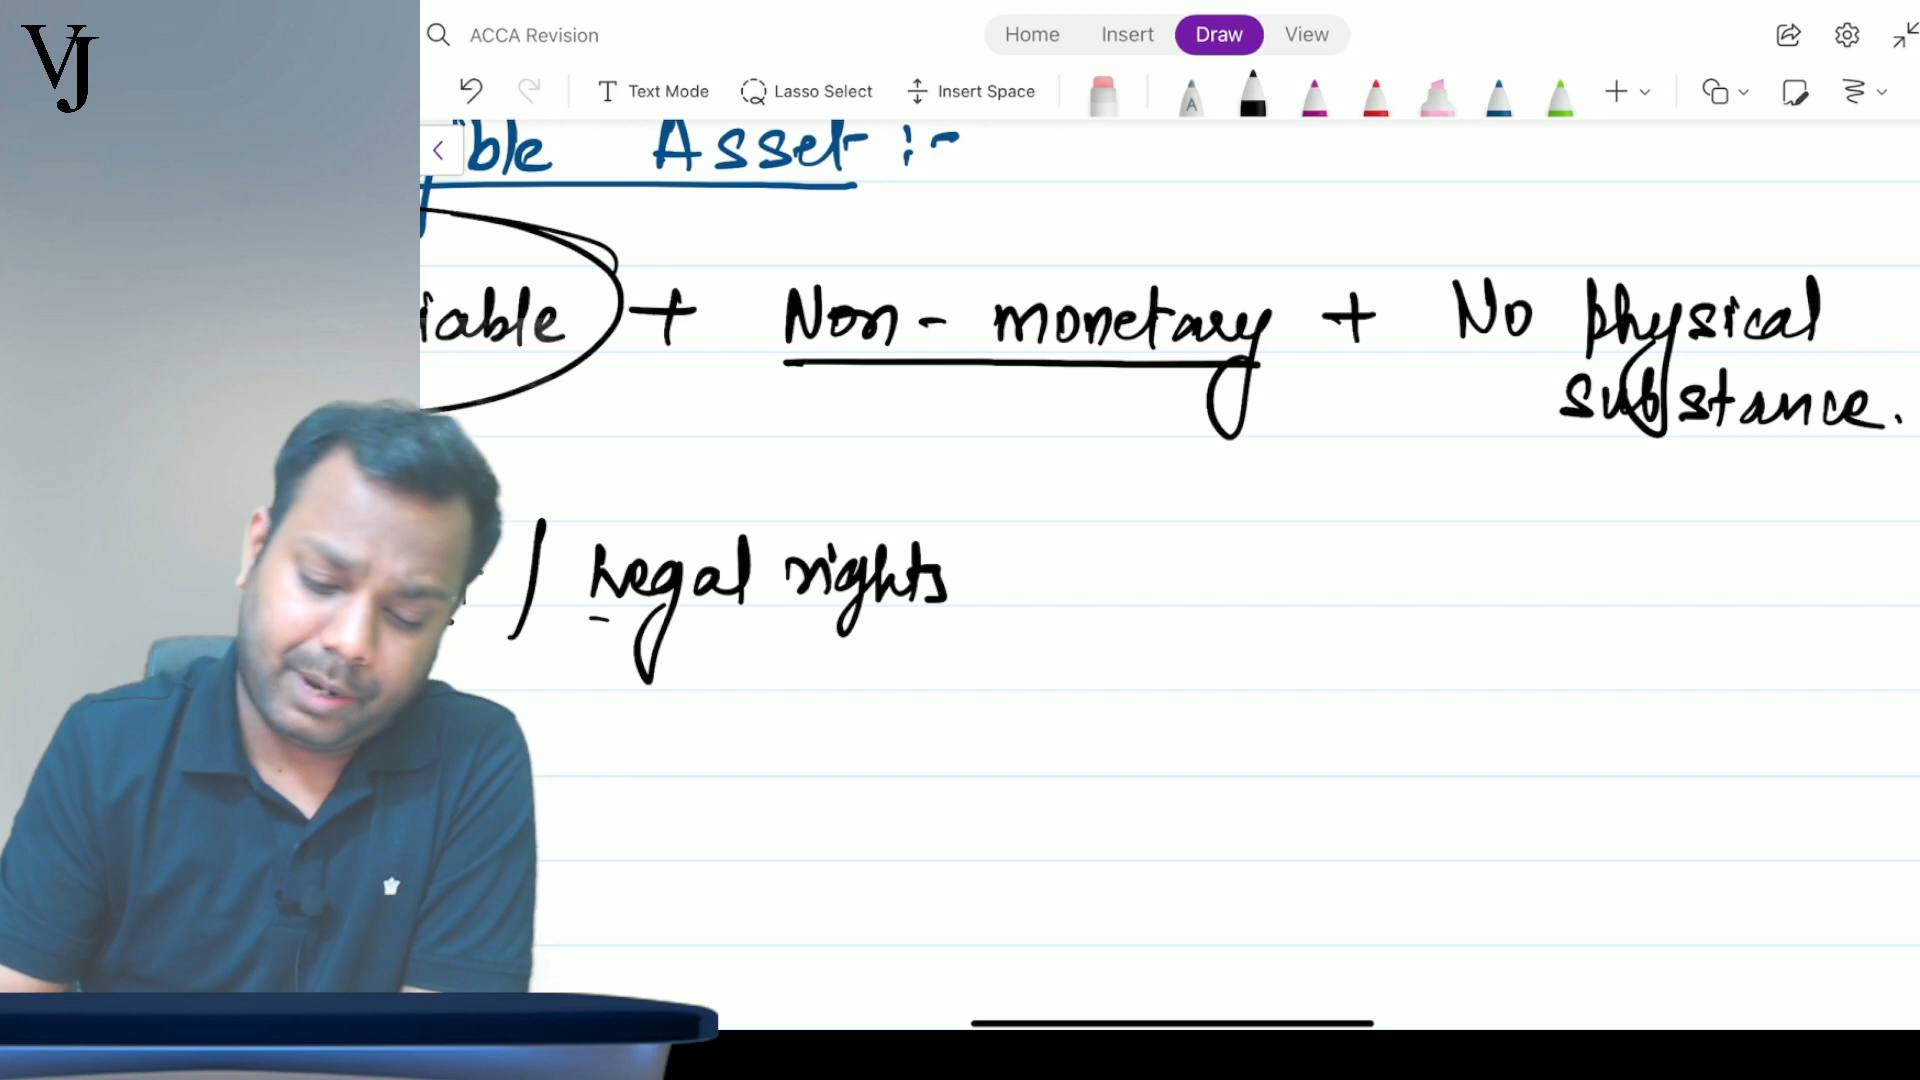 VJ
ACCA Revision
Home Insert Draw View
Text Mode Lasso Select Insert Space A
ble Asset :-
iable + Non-monetary + No physical
substance.
/ Legal rights